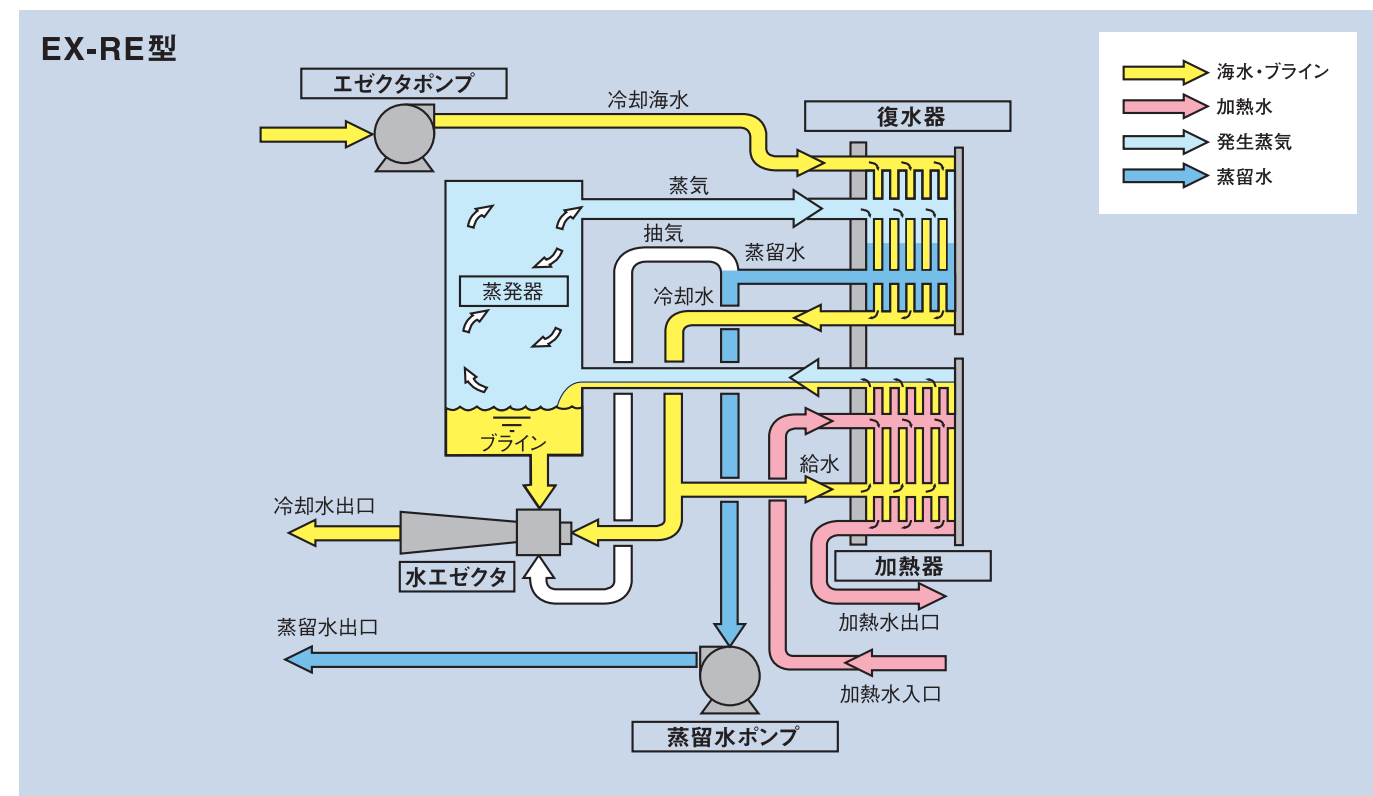 EX-RE型
エゼクタポンプ
冷却海水
復水器
海水・ブライン
加熱水
発生蒸気
蒸留水
蒸気
抽気
蒸留水
冷却水
蒸発器
ブライン
給水
冷却水出口
水エゼクタ
加熱器
加熱水出口
蒸留水出口
加熱水入口
蒸留水ポンプ